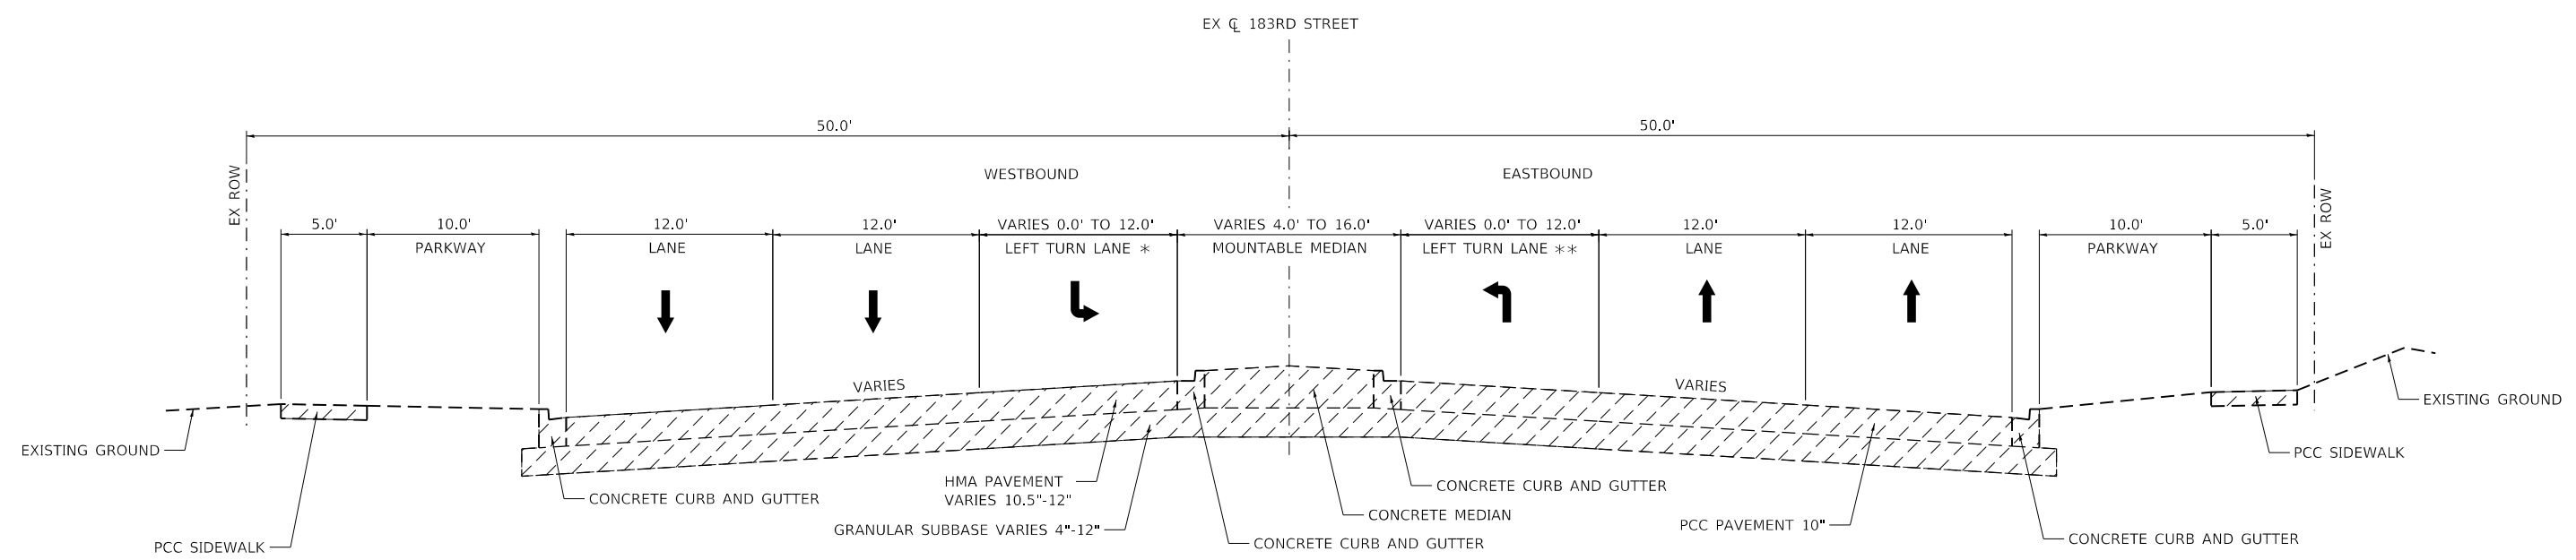 EX ℄ 183RD STREET
50.0'
50.0'
WESTBOUND
EASTBOUND
EX ROW
EX ROW
5.0'
10.0'
12.0'
12.0'
VARIES 0.0' TO 12.0'
VARIES 4.0' TO 16.0'
VARIES 0.0' TO 12.0'
12.0'
12.0'
10.0'
5.0'
PARKWAY
LANE
LANE
LEFT TURN LANE *
MOUNTABLE MEDIAN
LEFT TURN LANE **
LANE
LANE
PARKWAY
VARIES
VARIES
EXISTING GROUND
EXISTING GROUND
PCC SIDEWALK
PCC SIDEWALK
CONCRETE CURB AND GUTTER
HMA PAVEMENT
VARIES 10.5"-12"
GRANULAR SUBBASE VARIES 4"-12"
CONCRETE CURB AND GUTTER
CONCRETE MEDIAN
CONCRETE CURB AND GUTTER
PCC PAVEMENT 10"
CONCRETE CURB AND GUTTER